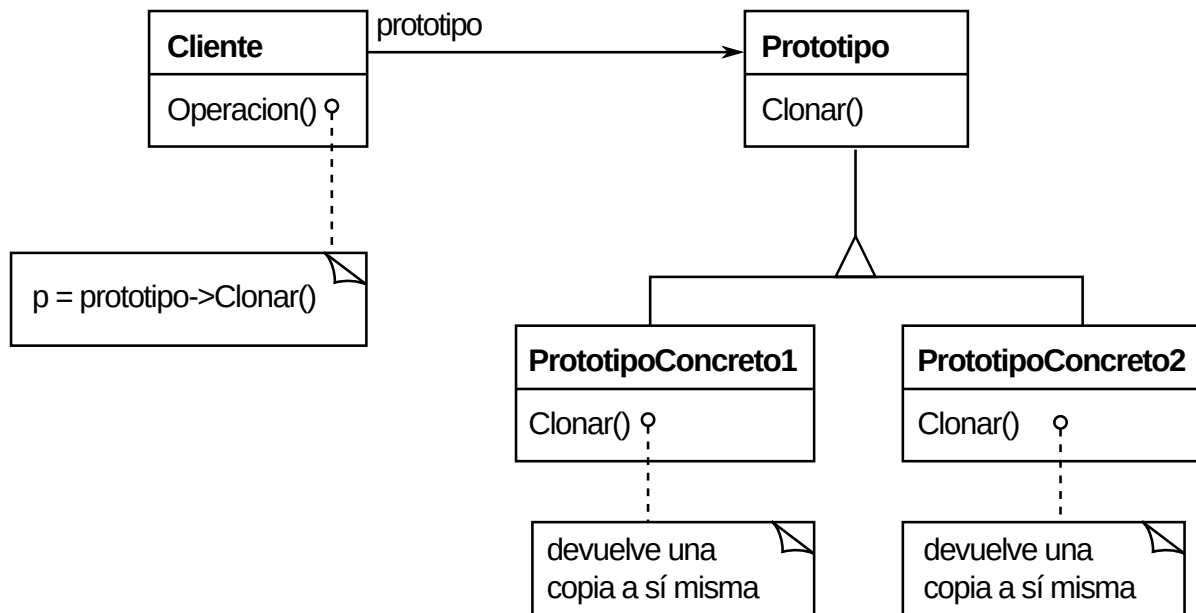 prototipo
Cliente
Prototipo
Operacion()
Clonar()
p = prototipo->Clonar()
PrototipoConcreto1
PrototipoConcreto2
Clonar()
Clonar()
devuelve una
copia a sí misma
devuelve una
copia a sí misma